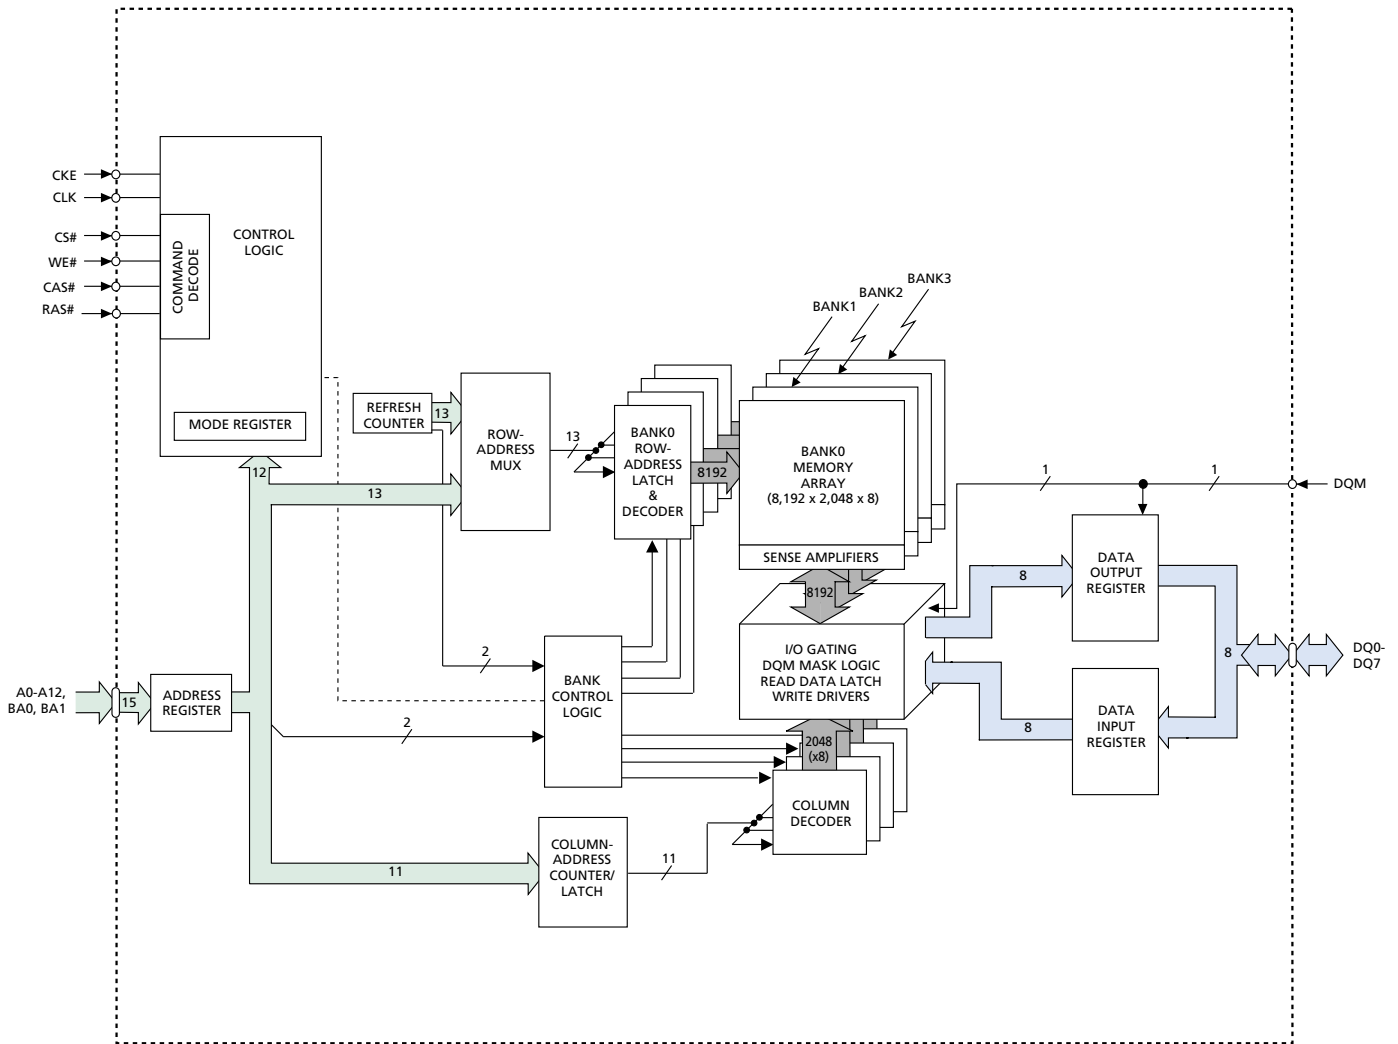 CKE
CLK
CS#
WE#
CAS#
RAS#
CONTROL
LOGIC
COMMAND
DECODE
MODE REGISTER
12
REFRESH
COUNTER
13
13
ROW-
ADDRESS
MUX
13
BANK0
ROW-
ADDRESS
LATCH
&
DECODER
8192
BANK1
BANK2
BANK3
BANK0
MEMORY
ARRAY
(8,192 x 2,048 x 8)
SENSE AMPLIFIERS
8192
I/O GATING
DQM MASK LOGIC
READ DATA LATCH
WRITE DRIVERS
2048
(x8)
COLUMN
DECODER
1
1
DQM
DATA
OUTPUT
REGISTER
8
8
DQ0-
DQ7
DATA
INPUT
REGISTER
8
A0-A12,
BA0, BA1
15
ADDRESS
REGISTER
2
2
BANK
CONTROL
LOGIC
11
COLUMN-
ADDRESS
COUNTER/
LATCH
11